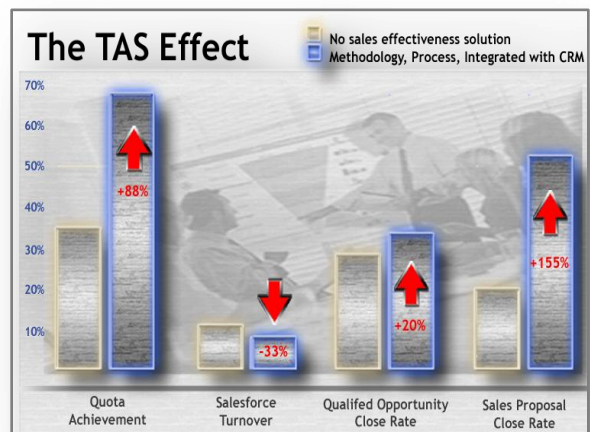 The TAS Effect
No sales effectiveness solution
Methodology, Process, Integrated with CRM
70%
60%
50%
40%
30%
20%
10%
+88%
-33%
+20%
+155%
Quota
Achievement
Salesforce
Turnover
Qualifed Opportunity
Close Rate
Sales Proposal
Close Rate